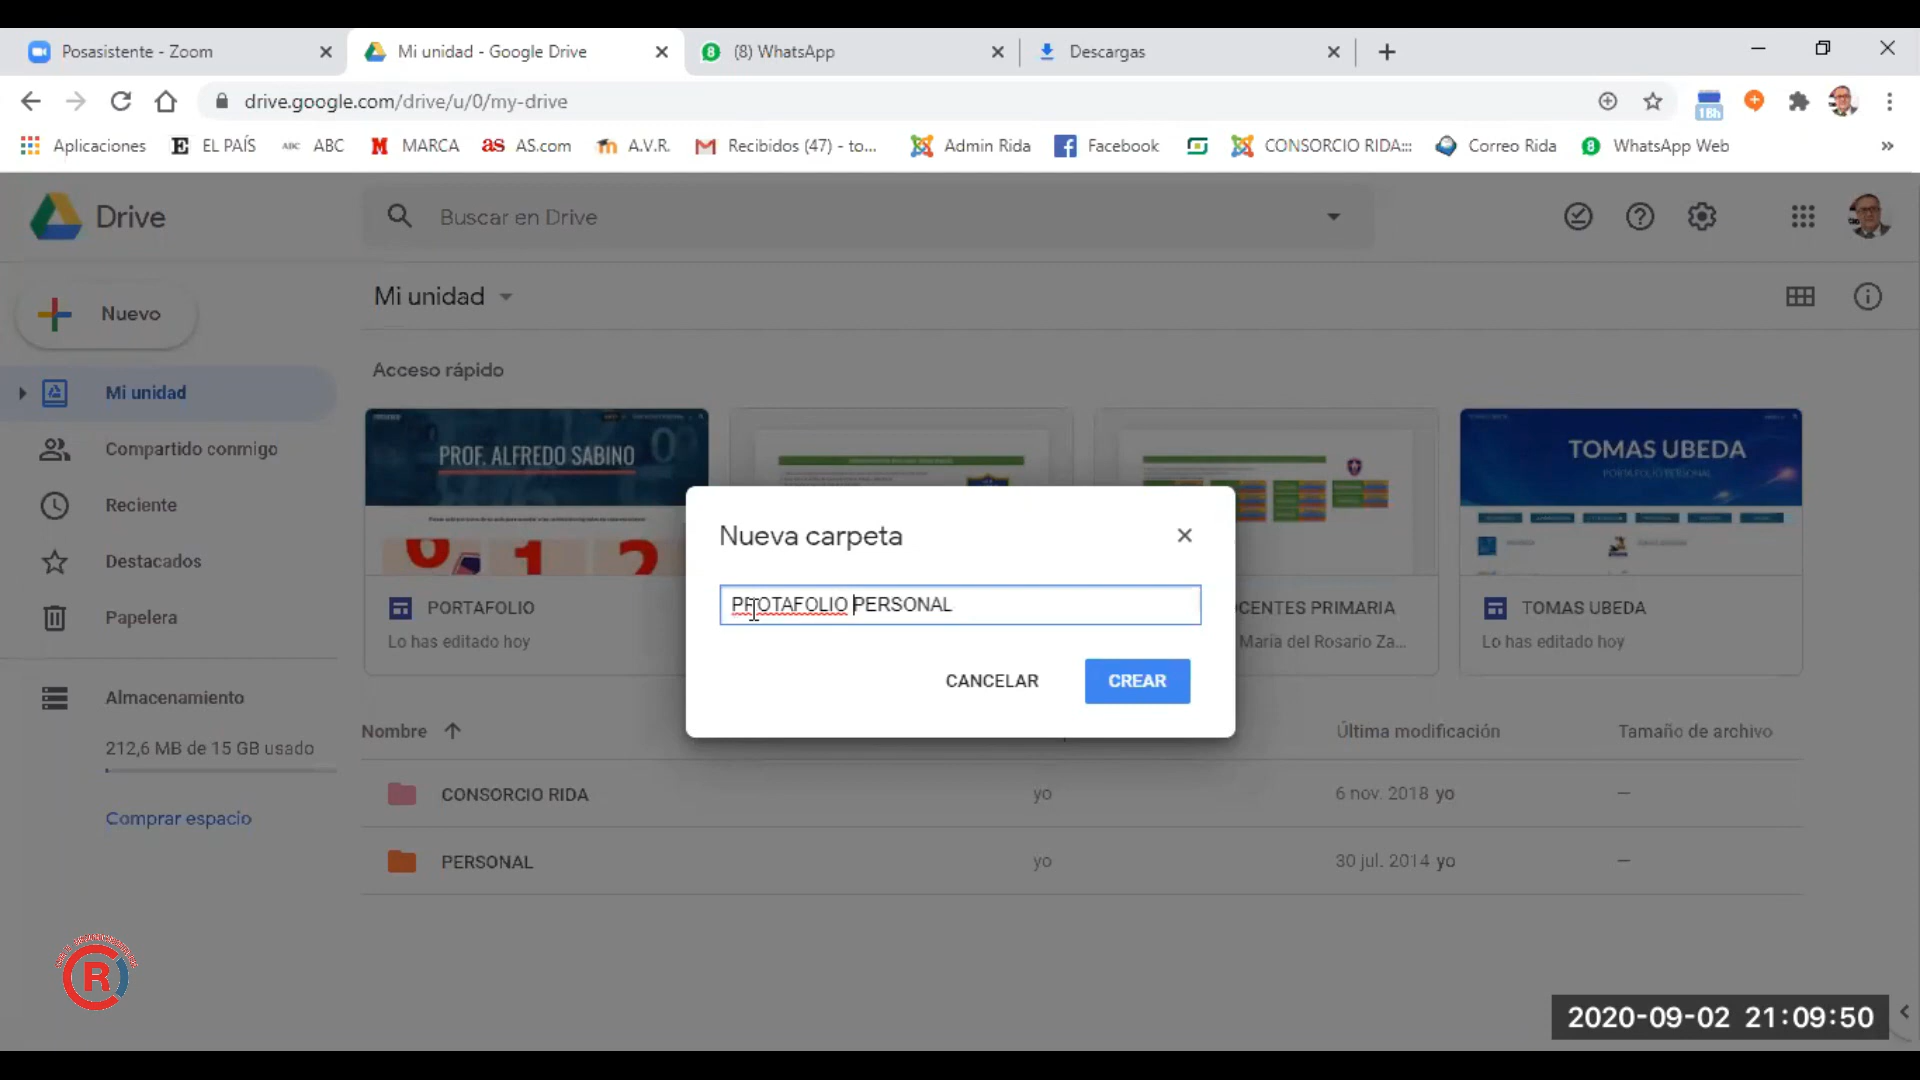 Posasistente - Zoom
Mi unidad - Google Drive
(8) WhatsApp
Descargas
drive.google.com/drive/u/0/my-drive
18h
Aplicaciones
EL PAÍS
ABC
MARCA
AS.com
A.V.R.
Recibidos (47) - to...
Admin Rida
Facebook
CONSORCIO RIDA:::
Correo Rida
WhatsApp Web
Drive
Buscar en Drive
Nuevo
Mi unidad
Acceso rápido
Mi unidad
Compartido conmigo
Reciente
Destacados
Papelera
Almacenamiento
212,6 MB de 15 GB usado
Comprar espacio
PROF. ALFREDO SABINO
TOMAS UBEDA
PORTAFOLIO PERSONAL
PORTAFOLIO
Lo has editado hoy
OCENTES PRIMARIA
Maria del Rosario Za...
TOMAS UBEDA
Lo has editado hoy
Nueva carpeta
PROTAFOLIO PERSONAL
CANCELAR
CREAR
Nombre
Última modificación
Tamaño de archivo
CONSORCIO RIDA
yo
6 nov. 2018 yo
—
PERSONAL
yo
30 jul. 2014 yo
—
R
2020-09-02 21:09:50